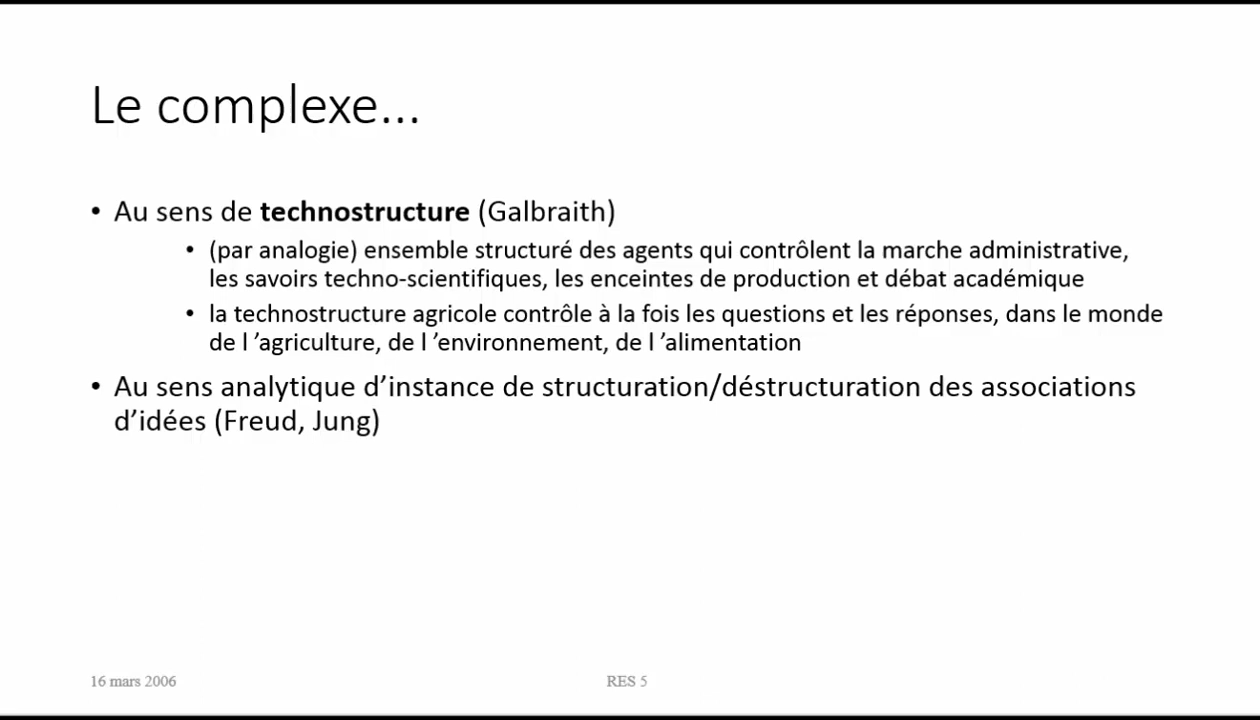 Le complexe...
• Au sens de technostructure (Galbraith)
• (par analogie) ensemble structuré des agents qui contrôlent la marche administrative,
les savoirs techno-scientifiques, les enceintes de production et débat académique
• la technostructure agricole contrôle à la fois les questions et les réponses, dans le monde
de l ’agriculture, de l ’environnement, de l ’alimentation
• Au sens analytique d’instance de structuration/déstructuration des associations
d’idées (Freud, Jung)
16 mars 2006
RES 5